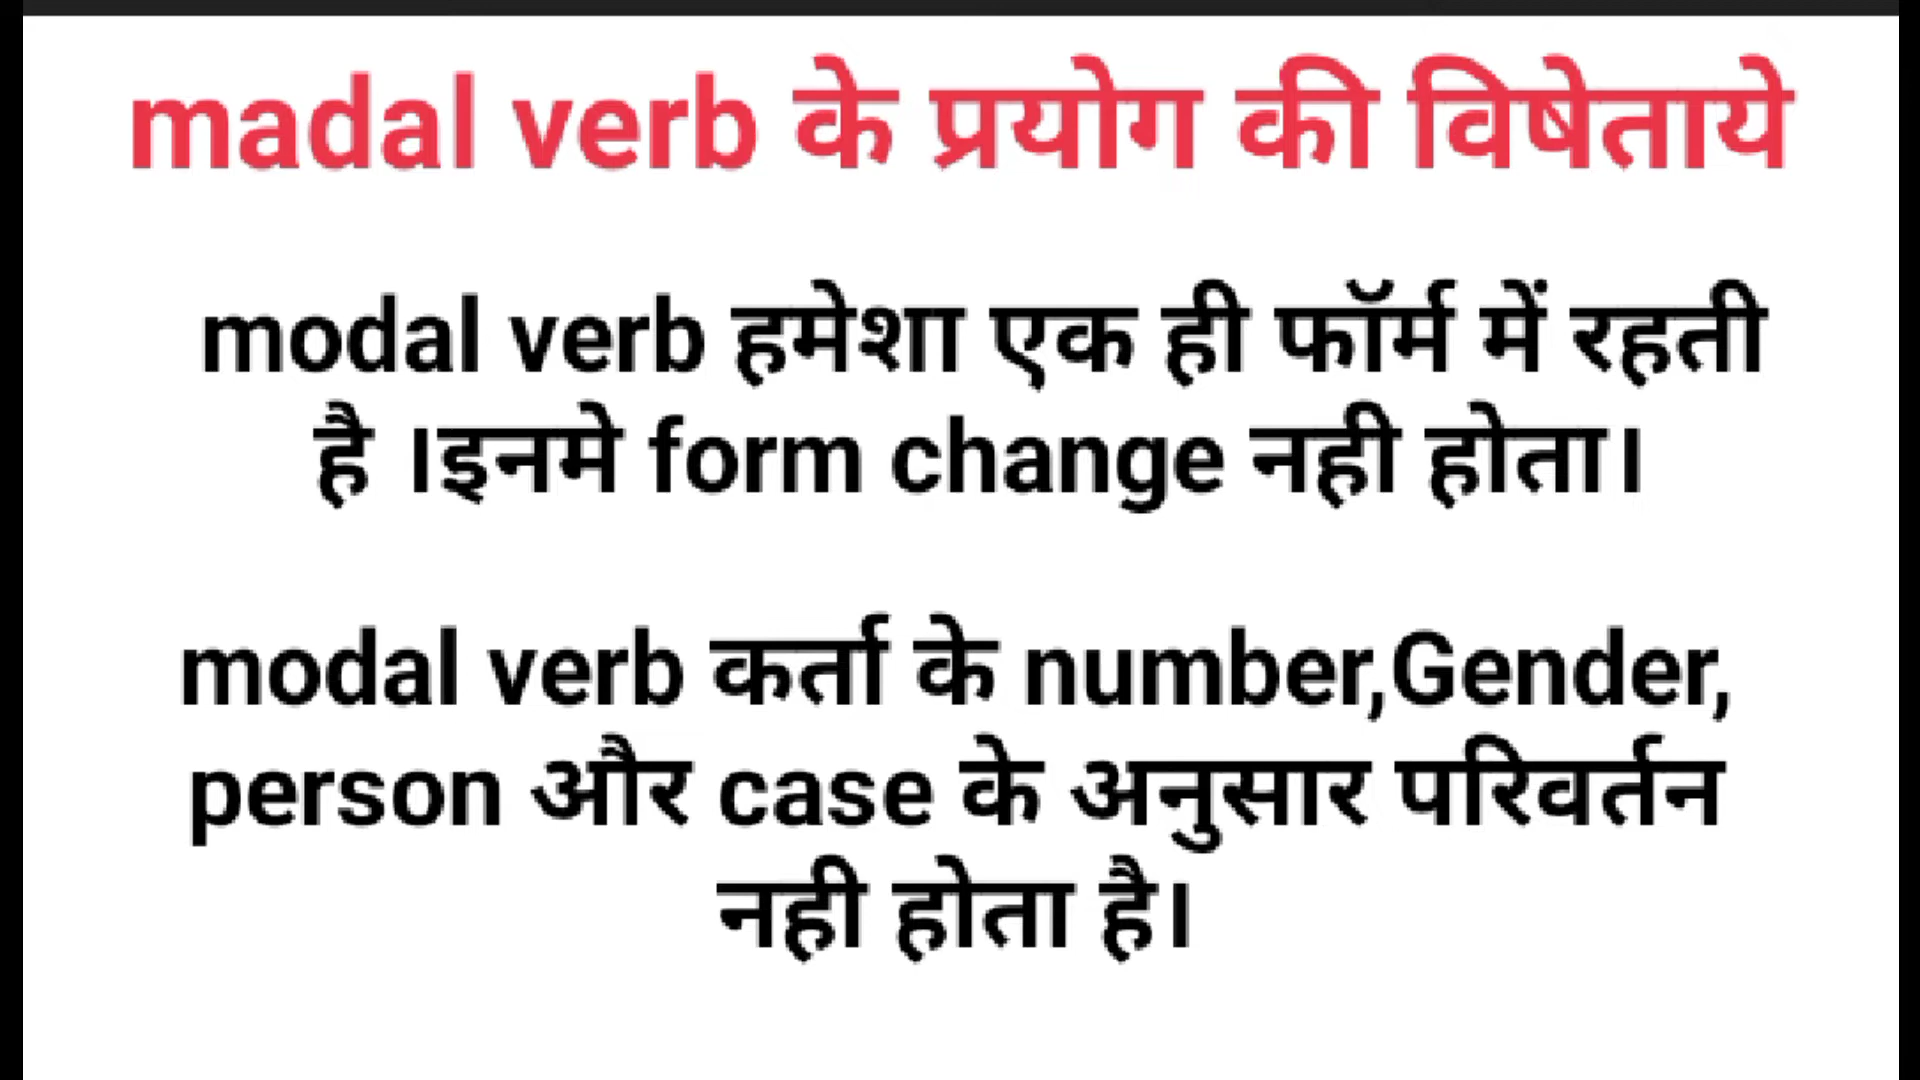 madal verb के प्रयोग की विषेताये
modal verb हमेशा एक ही फॉर्म में रहती
है ।इनमे form change नही होता।
modal verb कर्ता के number,Gender,
person और case के अनुसार परिवर्तन
नही होता है।